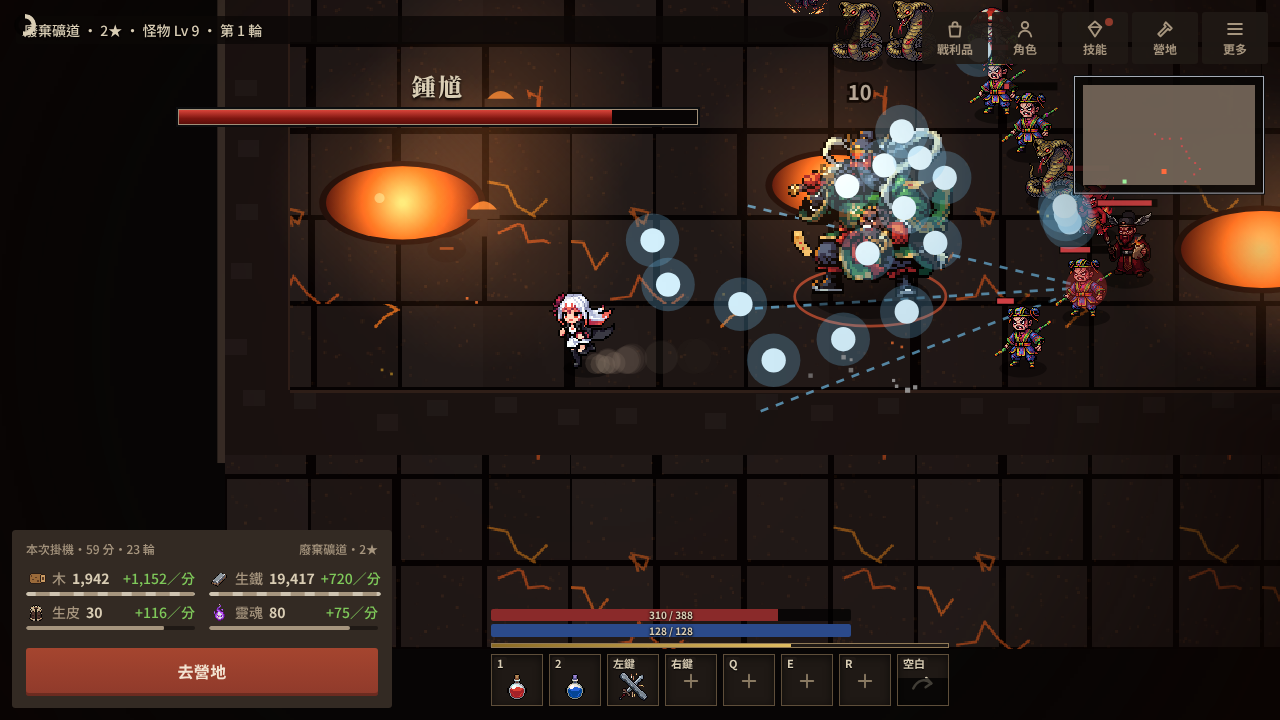 廢棄礦道 • 2★ • 怪物 Lv 9 • 第 1 輪
戰利品
角色
技能
營地
更多
鍾馗
10
本次掛機・59 分・23 輪
廢棄礦道・2★
木 1,942 +1,152／分
生鐵 19,417 +720／分
生皮 30 +116／分
靈魂 80 +75／分
去營地
310 / 388
128 / 128
1
2
左鍵
右鍵
Q
E
R
空白